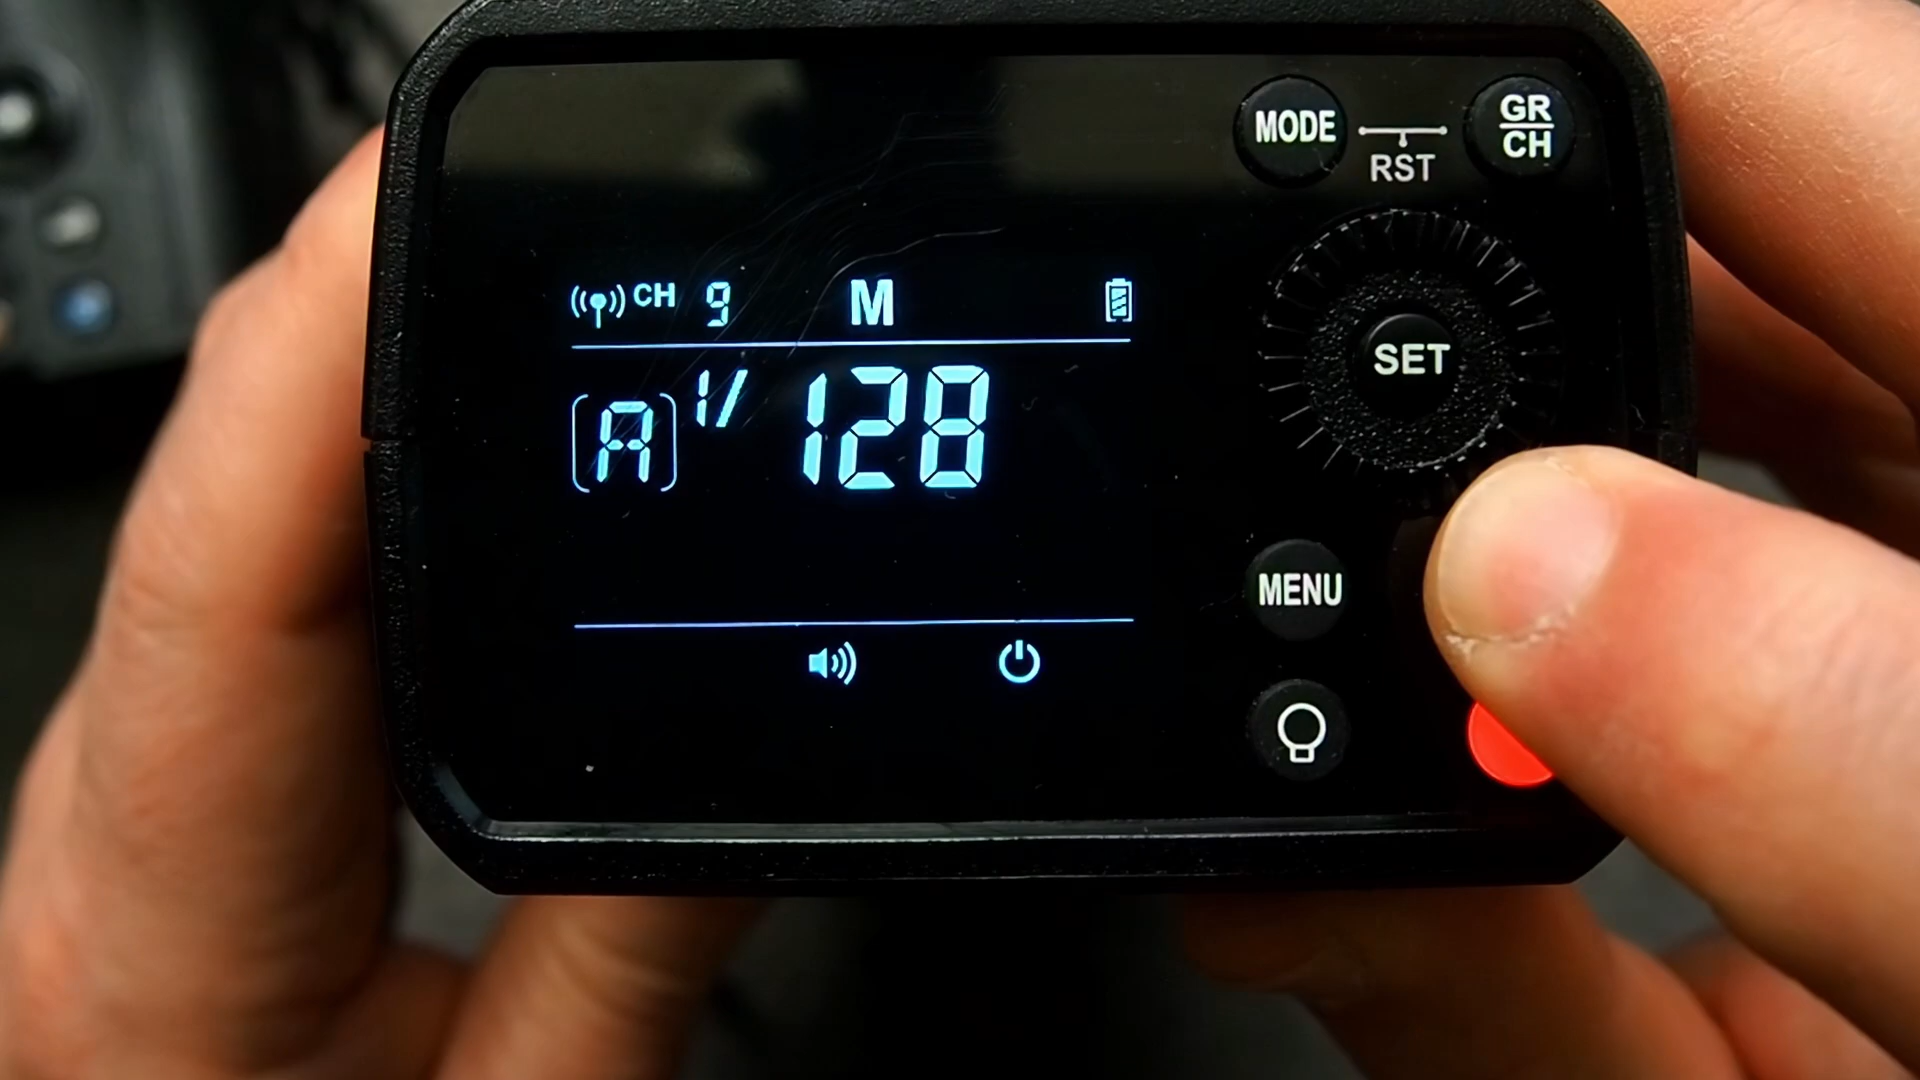 MODE
RST
GR
CH
CH 9 M
[A] 1/128
SET
MENU